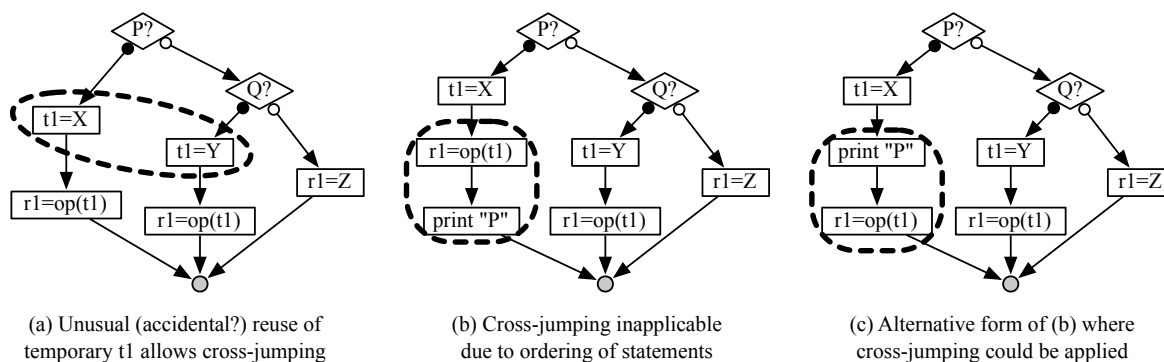 P?
Q?
t1=X
t1=Y
r1=Z
r1=op(t1)
r1=op(t1)
(a) Unusual (accidental?) reuse of
temporary t1 allows cross-jumping
P?
t1=X
Q?
r1=op(t1)
t1=Y
r1=Z
print "P"
r1=op(t1)
(b) Cross-jumping inapplicable
due to ordering of statements
P?
t1=X
Q?
print "P"
t1=Y
r1=Z
r1=op(t1)
r1=op(t1)
(c) Alternative form of (b) where
cross-jumping could be applied